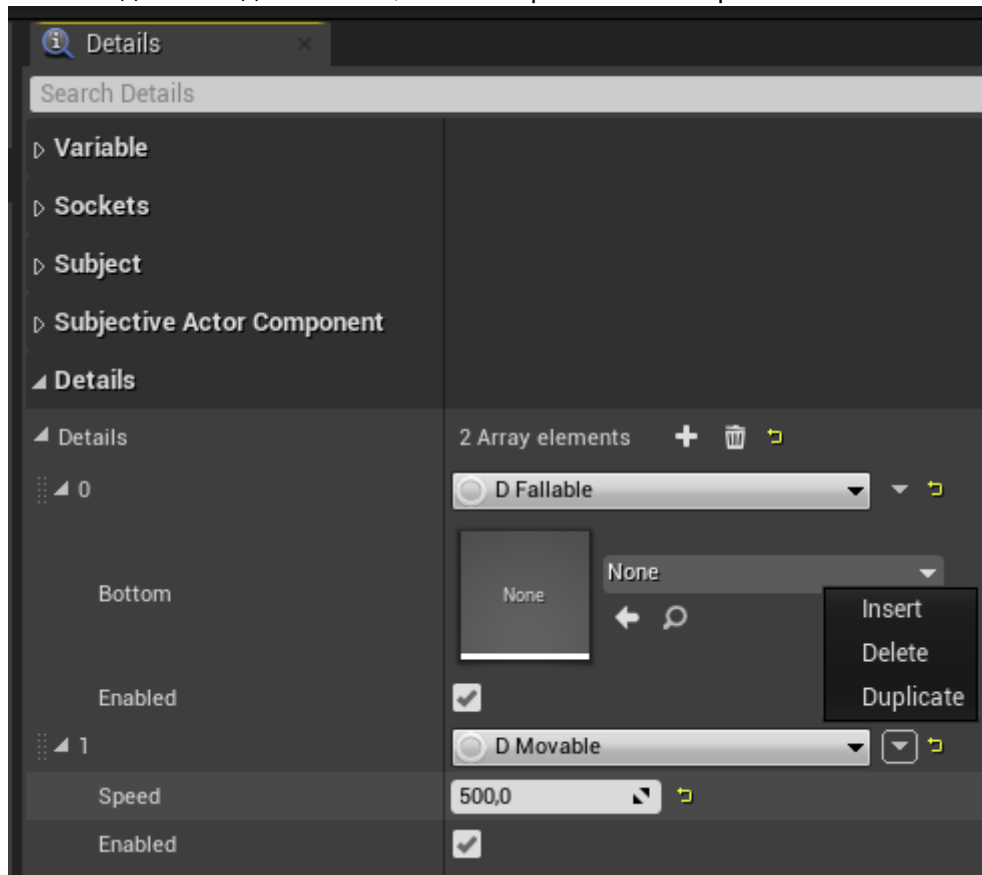 Details
Search Details
Variable
Sockets
Subject
Subjective Actor Component
Details
Details 2 Array elements
0 D Fallable
Bottom None None
Insert
Delete
Duplicate
Enabled
1 D Movable
Speed 500,0
Enabled